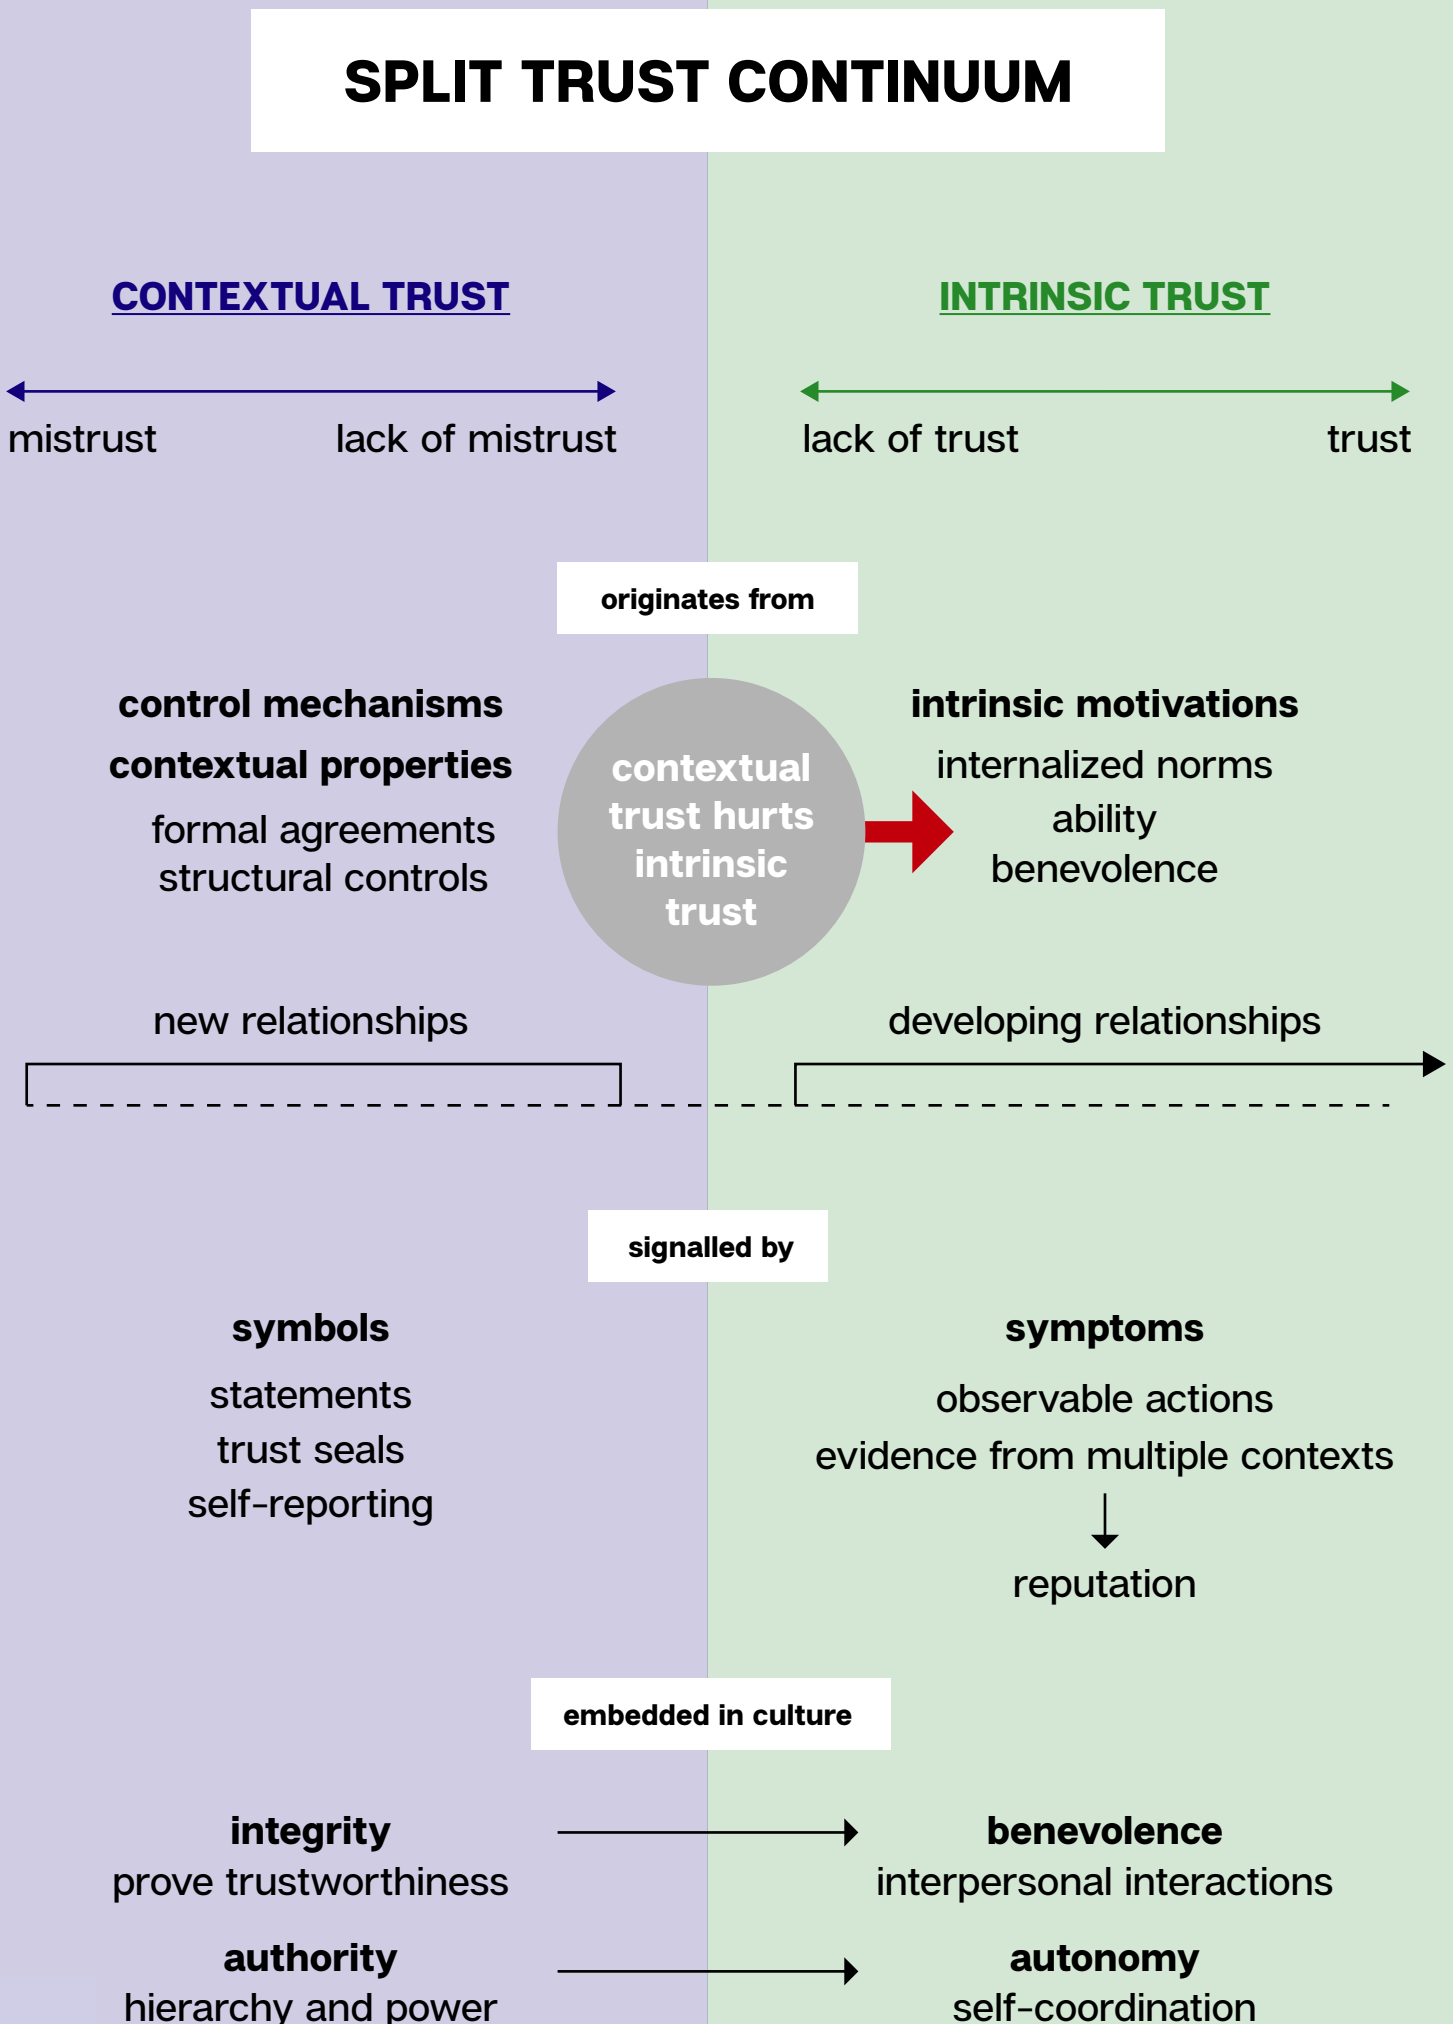 SPLIT TRUST CONTINUUM
CONTEXTUAL TRUST
INTRINSIC TRUST
mistrust
lack of mistrust
lack of trust
trust
originates from
control mechanisms
contextual properties
formal agreements
structural controls
contextual
trust hurts
intrinsic
trust
intrinsic motivations
internalized norms
ability
benevolence
new relationships
developing relationships
signalled by
symbols
statements
trust seals
self-reporting
symptoms
observable actions
evidence from multiple contexts
reputation
embedded in culture
integrity
prove trustworthiness
benevolence
interpersonal interactions
authority
hierarchy and power
autonomy
self-coordination